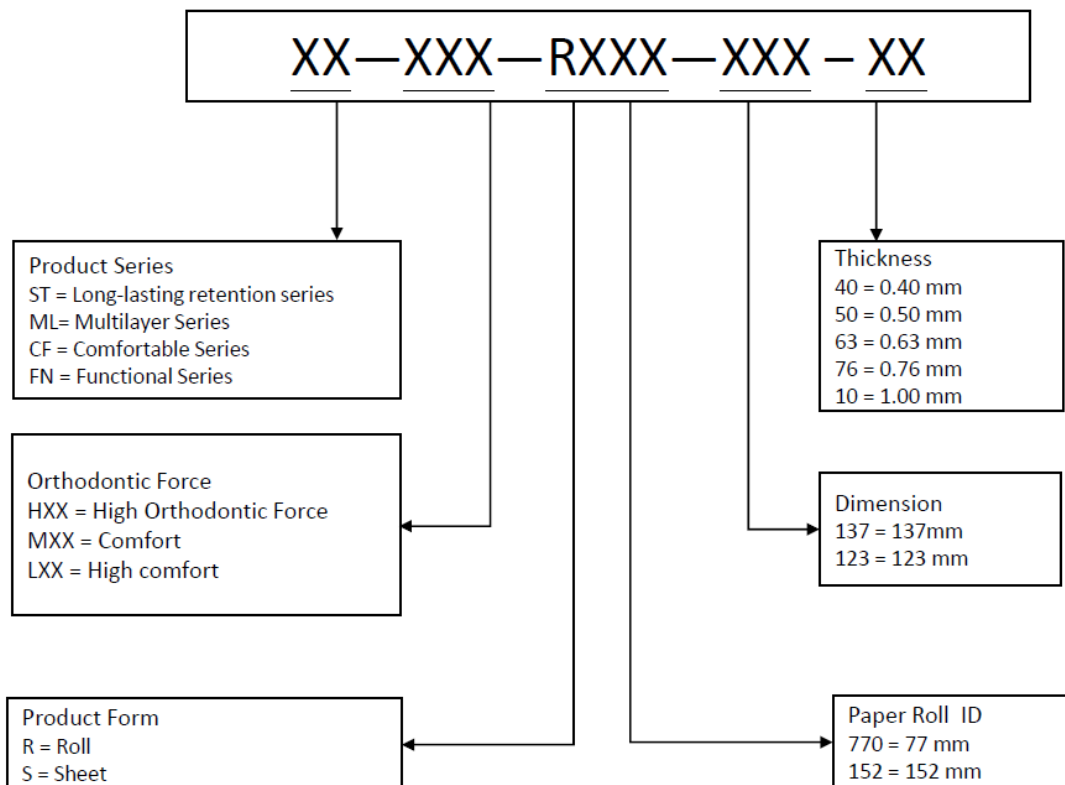 XX—XXX—RXXX—XXX – XX
Product Series
ST = Long-lasting retention series
ML= Multilayer Series
CF = Comfortable Series
FN = Functional Series
Thickness
40 = 0.40 mm
50 = 0.50 mm
63 = 0.63 mm
76 = 0.76 mm
10 = 1.00 mm
Orthodontic Force
HXX = High Orthodontic Force
MXX = Comfort
LXX = High comfort
Dimension
137 = 137mm
123 = 123 mm
Product Form
R = Roll
S = Sheet
Paper Roll  ID
770 = 77 mm
152 = 152 mm